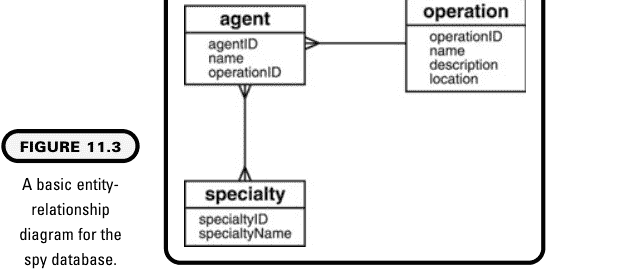 agent
agentID
name
operationID
operation
operationID
name
description
location
specialty
specialtyID
specialtyName
FIGURE 11.3
A basic entity-
relationship
diagram for the
spy database.